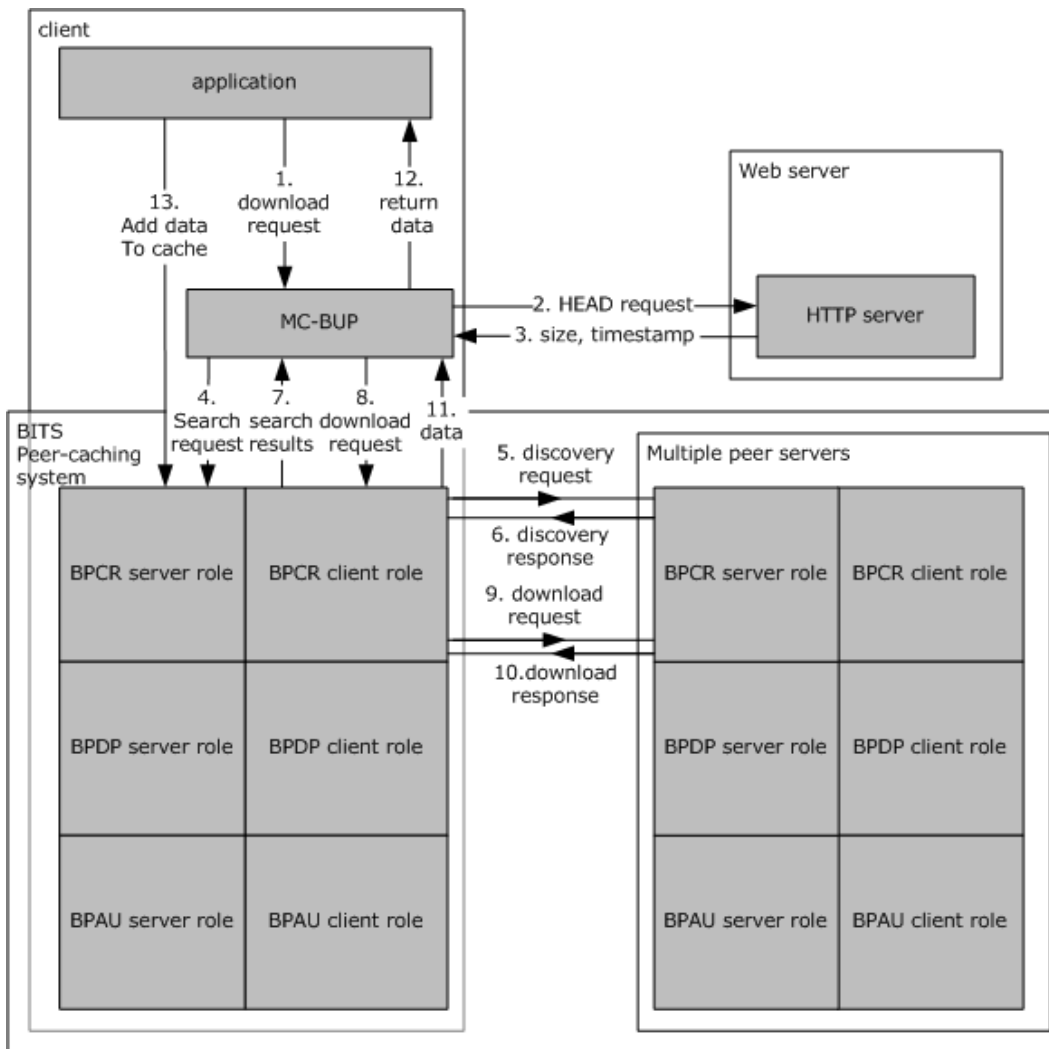 client
application
1.
download
request
12.
return
data
13.
Add data
To cache
Web server
HTTP server
MC-BUP
2. HEAD request
3. size, timestamp
4.
Search
request
7.
search
results
8.
download
request
11.
data
BITS
Peer-caching
system
Multiple peer servers
5. discovery
request
6. discovery
response
9. download
request
10.download
response
BPCR server role
BPCR client role
BPDP server role
BPDP client role
BPAU server role
BPAU client role
BPCR server role
BPCR client role
BPDP server role
BPDP client role
BPAU server role
BPAU client role